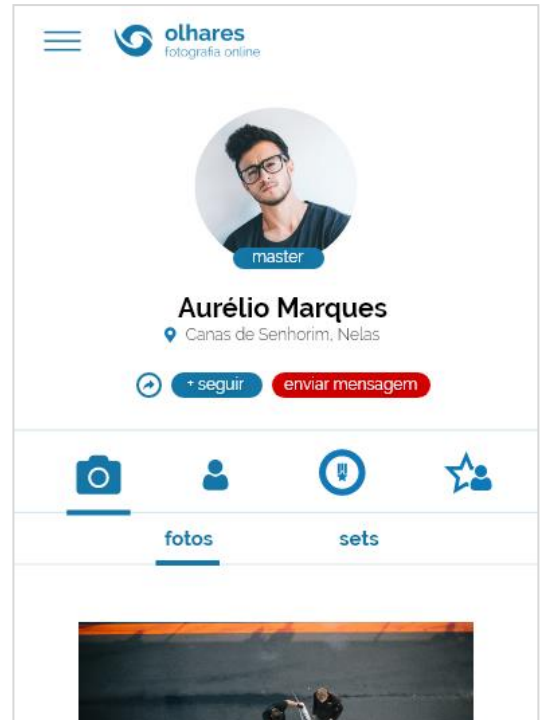 olhares
fotografia online
master
Aurélio Marques
Canas de Senhorim, Nelas
+ seguir enviar mensagem
fotos sets